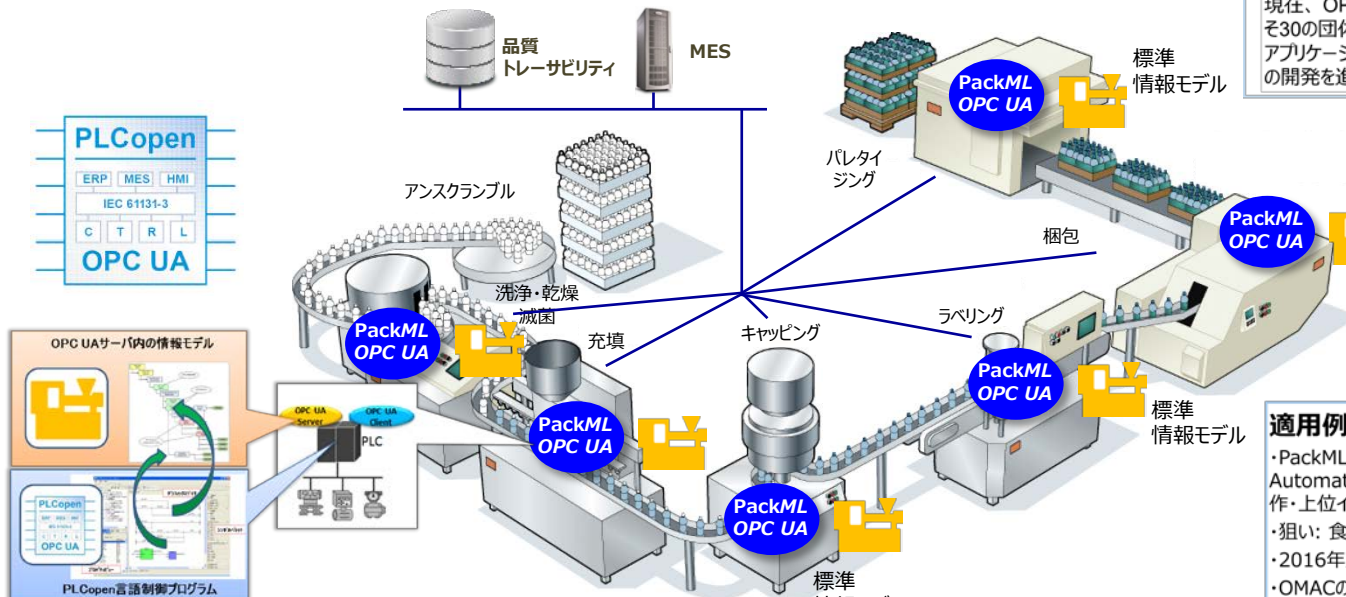 品質
トレーサビリティ
MES
現在、OP
そ30の団体
アプリケーシ
の開発を進
PackML
OPC UA
標準
情報モデル
PLCopen
ERP MES HMI
IEC 61131-3
C T R L
OPC UA
アンスクランブル
パレタイ
ジング
梱包
PackML
OPC UA
洗浄・乾燥
滅菌
PackML
OPC UA
充填
キャッピング
ラベリング
PackML
OPC UA
標準
情報モデル
OPC UAサーバ内の情報モデル
OPC UA
Server
OPC UA
Client
PLC
PackML
OPC UA
PackML
OPC UA
標準
PLCopen
OPC UA
PLCopen言語制御プログラム
適用例
・PackML
Automat
作・上位イ
・狙い: 食
・2016年
・OMACの